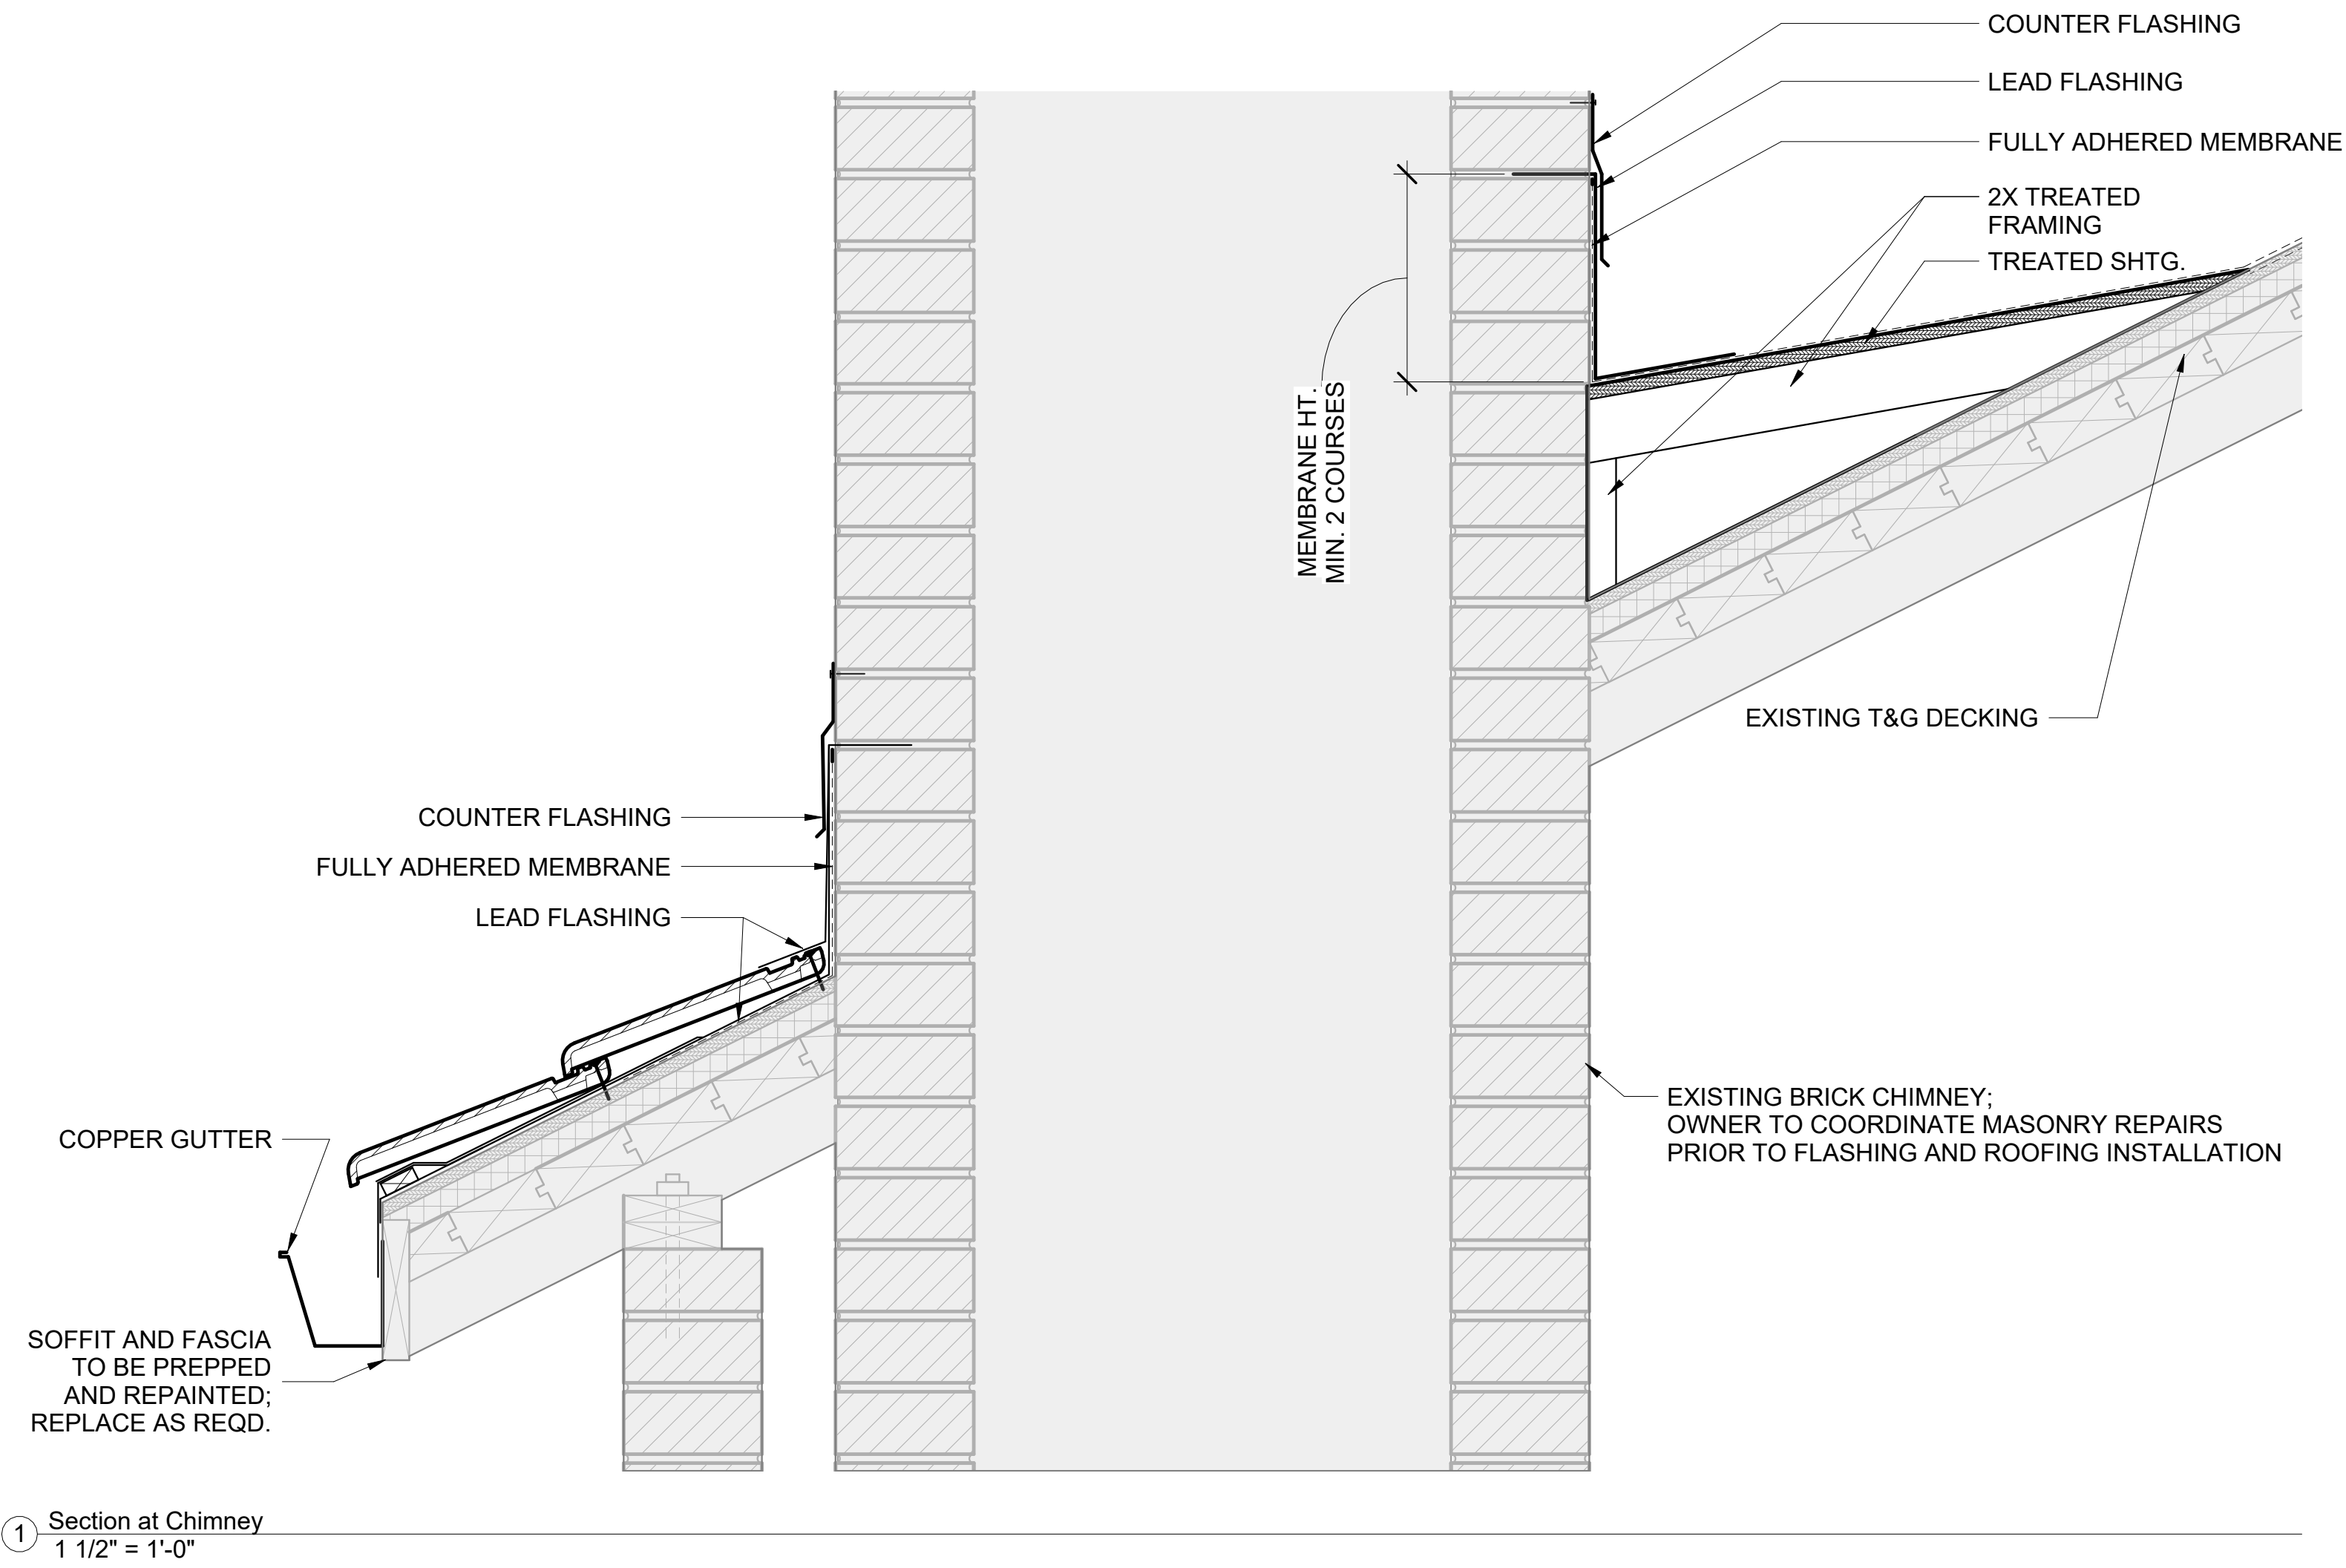 COUNTER FLASHING
LEAD FLASHING
FULLY ADHERED MEMBRANE
2X TREATED
FRAMING
TREATED SHTG.
MEMBRANE HT.
MIN. 2 COURSES
EXISTING T&G DECKING
COUNTER FLASHING
FULLY ADHERED MEMBRANE
LEAD FLASHING
COPPER GUTTER
EXISTING BRICK CHIMNEY;
OWNER TO COORDINATE MASONRY REPAIRS
PRIOR TO FLASHING AND ROOFING INSTALLATION
SOFFIT AND FASCIA
TO BE PREPPED
AND REPAINTED;
REPLACE AS REQD.
1 Section at Chimney
1 1/2" = 1'-0"